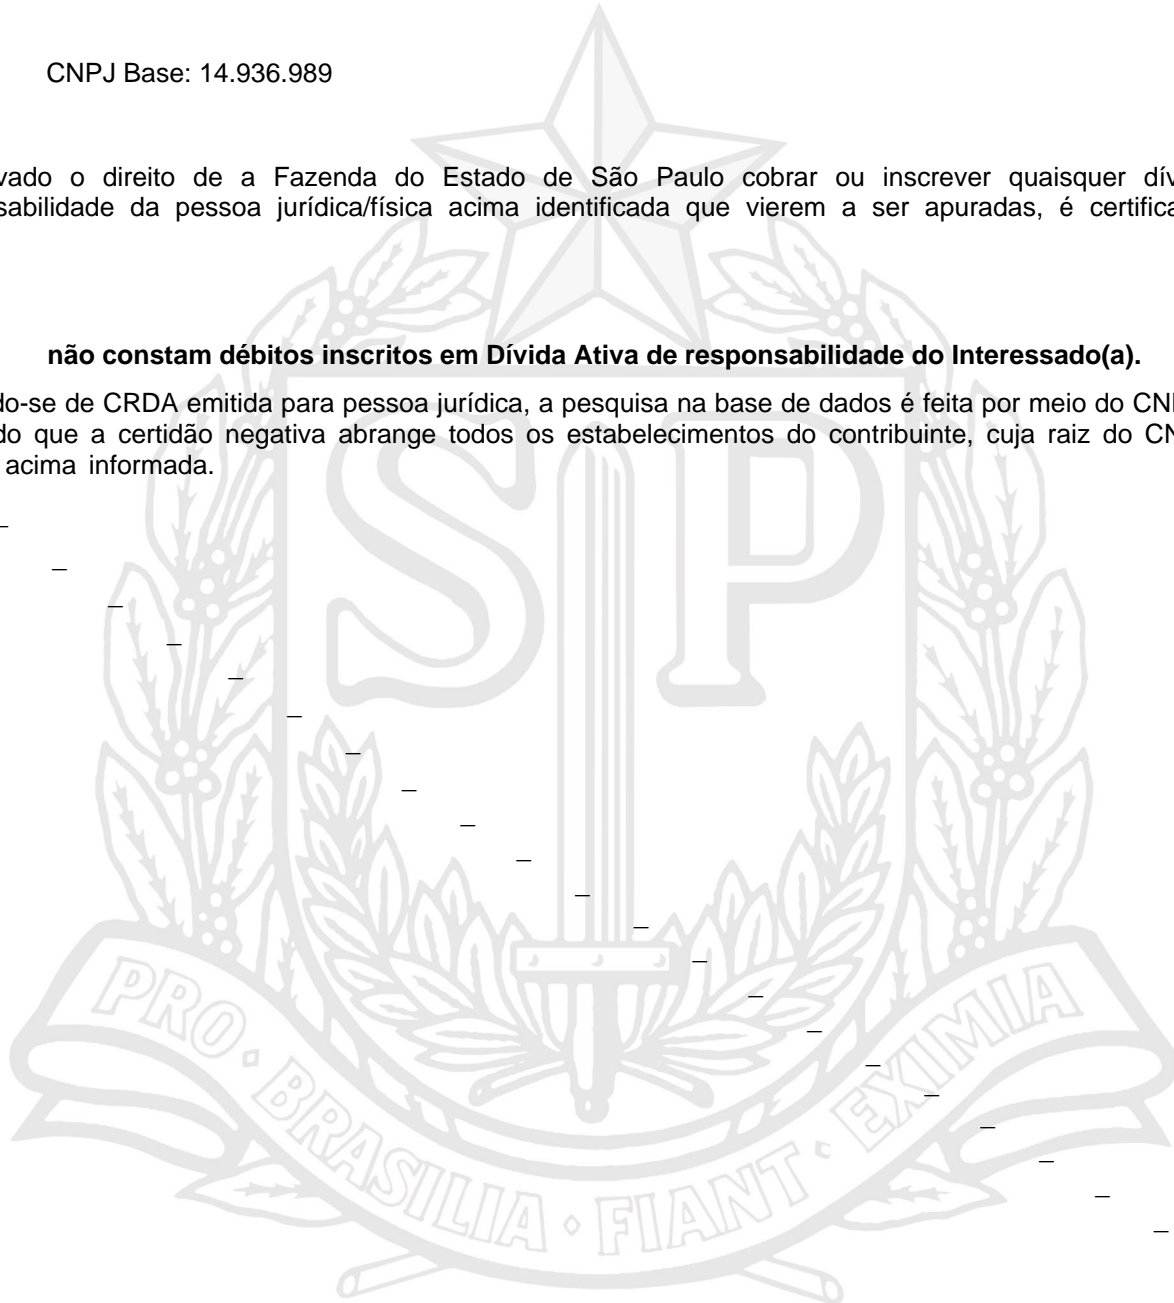 CNPJ Base: 14.936.989
vado o direito de a Fazenda do Estado de São Paulo cobrar ou inscrever quaisquer dív
sabilidade da pessoa jurídica/física acima identificada que vierem a ser apuradas, é certifica
não constam débitos inscritos em Dívida Ativa de responsabilidade do Interessado(a).
do-se de CRDA emitida para pessoa jurídica, a pesquisa na base de dados é feita por meio do CN
do que a certidão negativa abrange todos os estabelecimentos do contribuinte, cuja raiz do CN
acima informada.
SP
PRO • BRASILIA • FIANT • EXIMIA